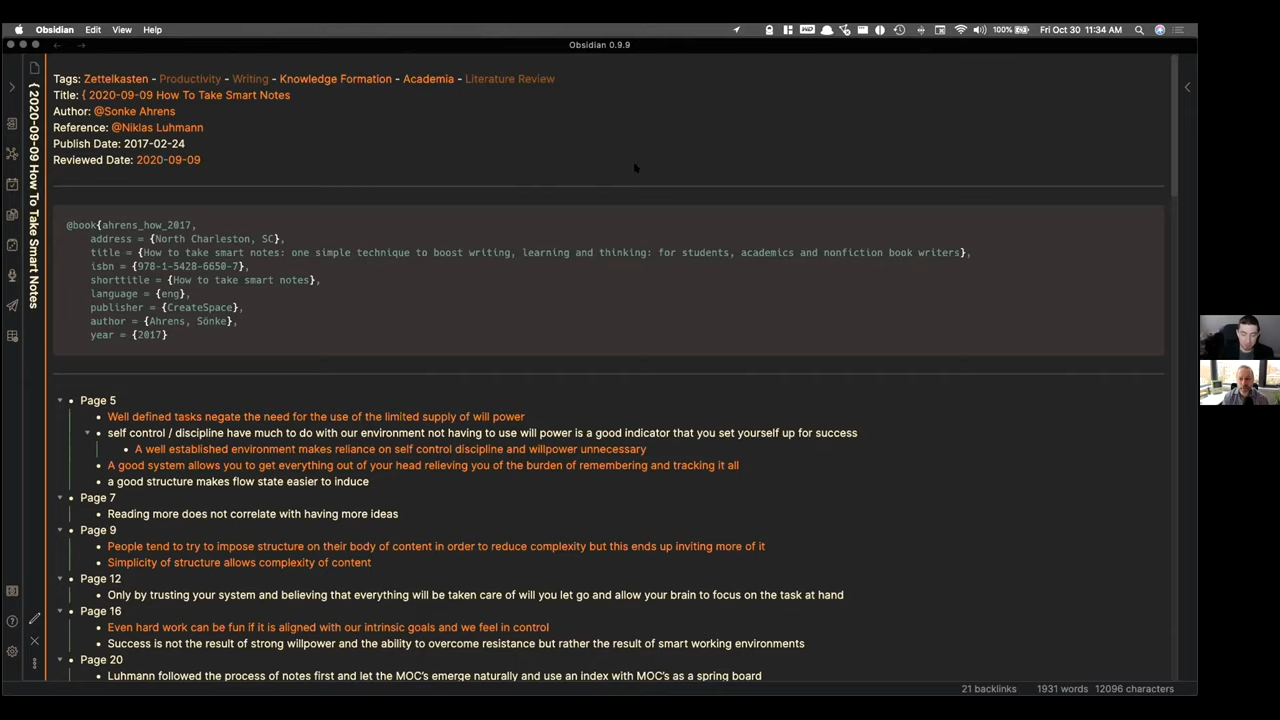 Obsidian Edit View Help 100% Fri Oct 30 11:34 AM
Obsidian 0.9.9
{ 2020-09-09 How To Take Smart Notes
Tags: Zettelkasten - Productivity - Writing - Knowledge Formation - Academia - Literature Review
Title: { 2020-09-09 How To Take Smart Notes
Author: @Sonke Ahrens
Reference: @Niklas Luhmann
Publish Date: 2017-02-24
Reviewed Date: 2020-09-09
@book{ahrens_how_2017,
address = {North Charleston, SC},
title = {How to take smart notes: one simple technique to boost writing, learning and thinking: for students, academics and nonfiction book writers},
isbn = {978-1-5428-6650-7},
shorttitle = {How to take smart notes},
language = {eng},
publisher = {CreateSpace},
author = {Ahrens, Sönke},
year = {2017}
• Page 5
• Well defined tasks negate the need for the use of the limited supply of will power
• self control / discipline have much to do with our environment not having to use will power is a good indicator that you set yourself up for success
• A well established environment makes reliance on self control discipline and willpower unnecessary
• A good system allows you to get everything out of your head relieving you of the burden of remembering and tracking it all
• a good structure makes flow state easier to induce
• Page 7
• Reading more does not correlate with having more ideas
• Page 9
• People tend to try to impose structure on their body of content in order to reduce complexity but this ends up inviting more of it
• Simplicity of structure allows complexity of content
• Page 12
• Only by trusting your system and believing that everything will be taken care of will you let go and allow your brain to focus on the task at hand
• Page 16
• Even hard work can be fun if it is aligned with our intrinsic goals and we feel in control
• Success is not the result of strong willpower and the ability to overcome resistance but rather the result of smart working environments
• Page 20
• Luhmann followed the process of notes first and let the MOC's emerge naturally and use an index with MOC's as a spring board
21 backlinks 1931 words 12096 characters